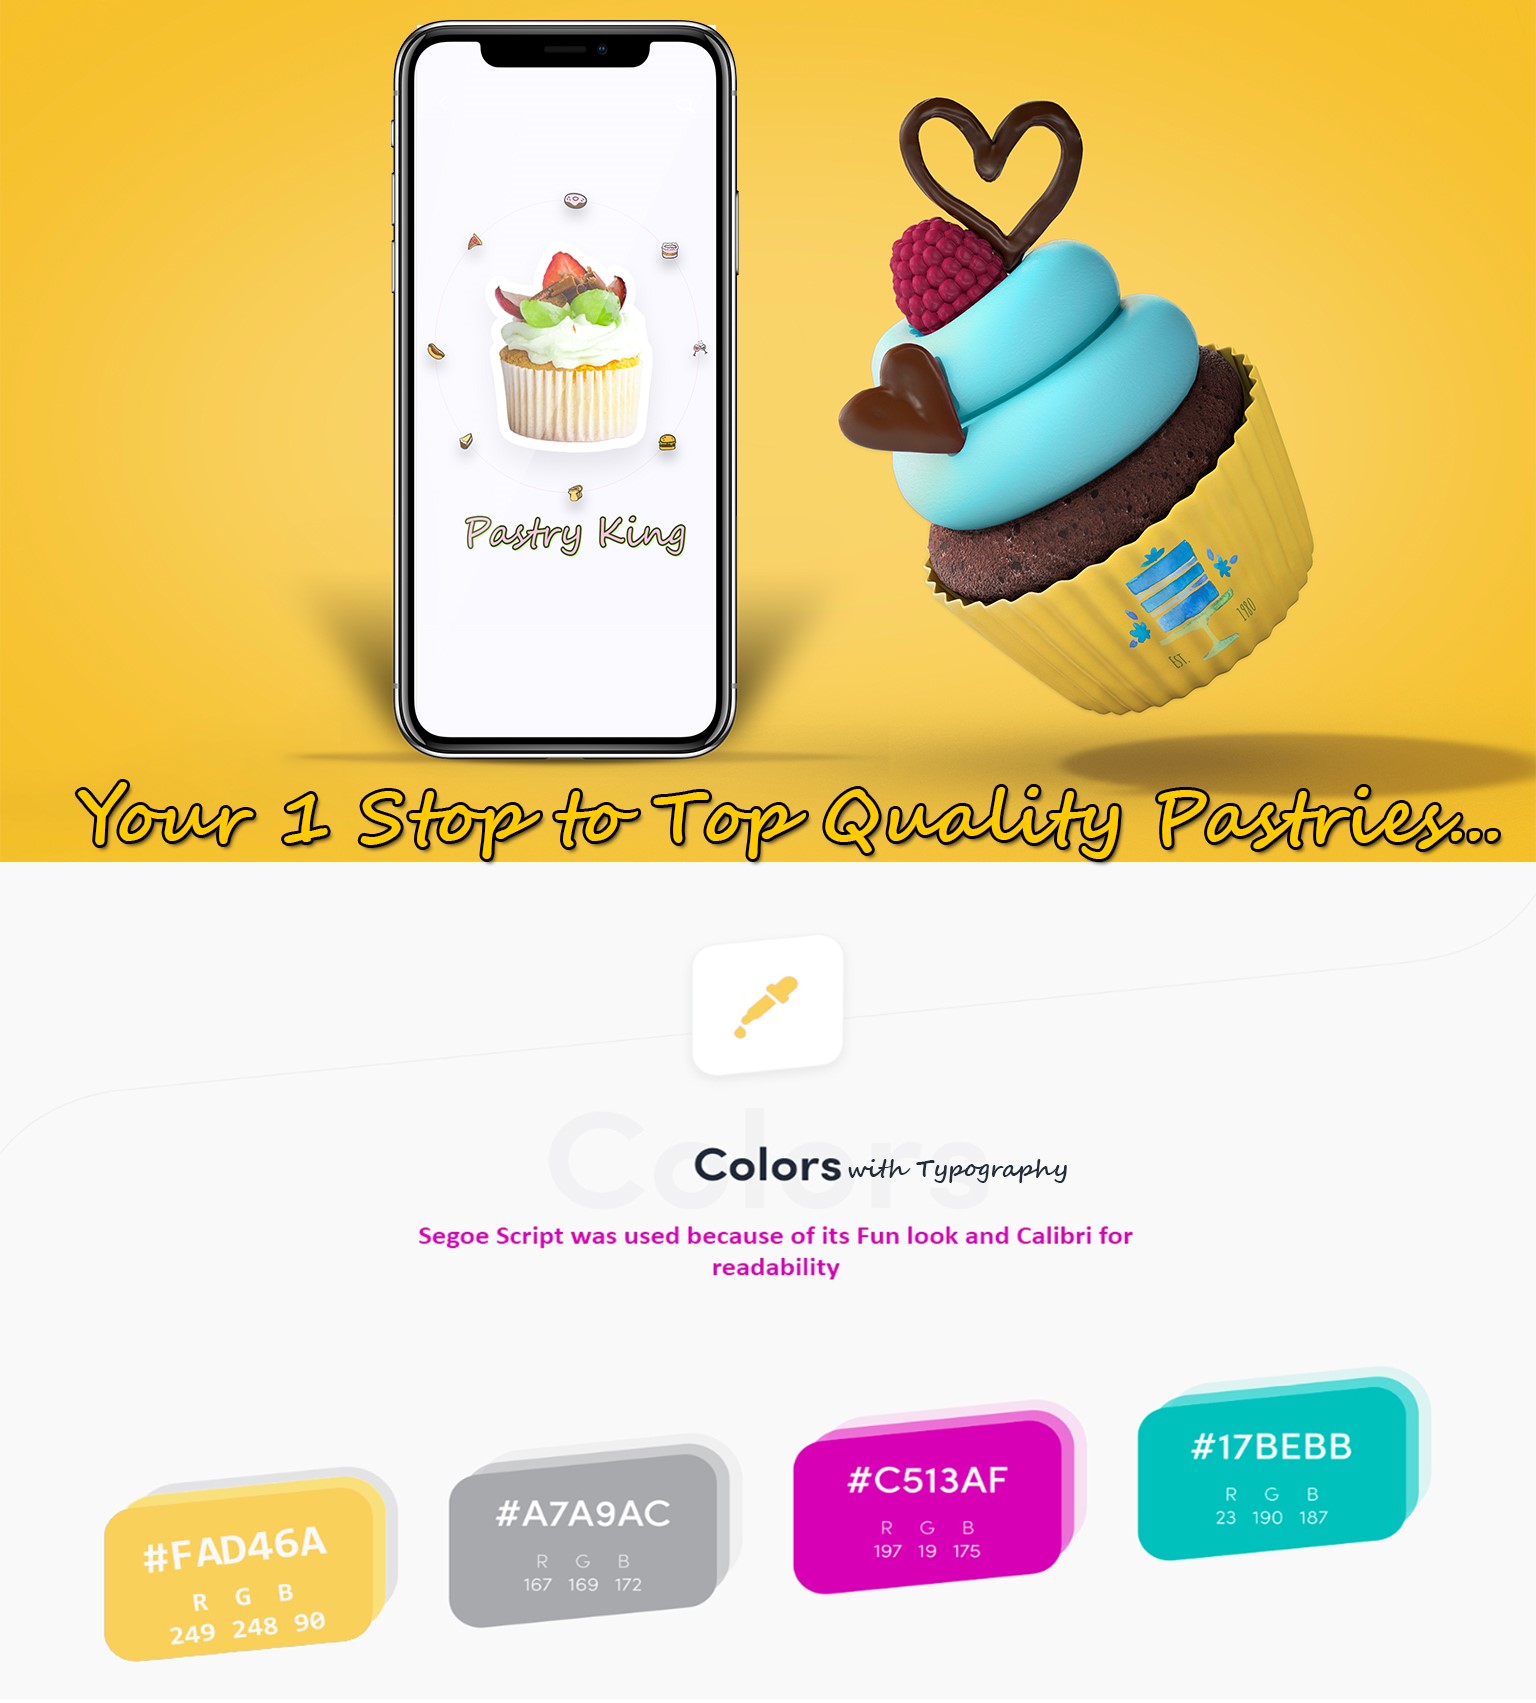 Pastry King
EST. 1980
Your 1 Stop to Top Quality Pastries...
Colors
Colors with Typography
Segoe Script was used because of its Fun look and Calibri for
readability
#FAD46A
R G B
249 248 90
#A7A9AC
R G B
167 169 172
#C513AF
R G B
197 19 175
#17BEBB
R G B
23 190 187